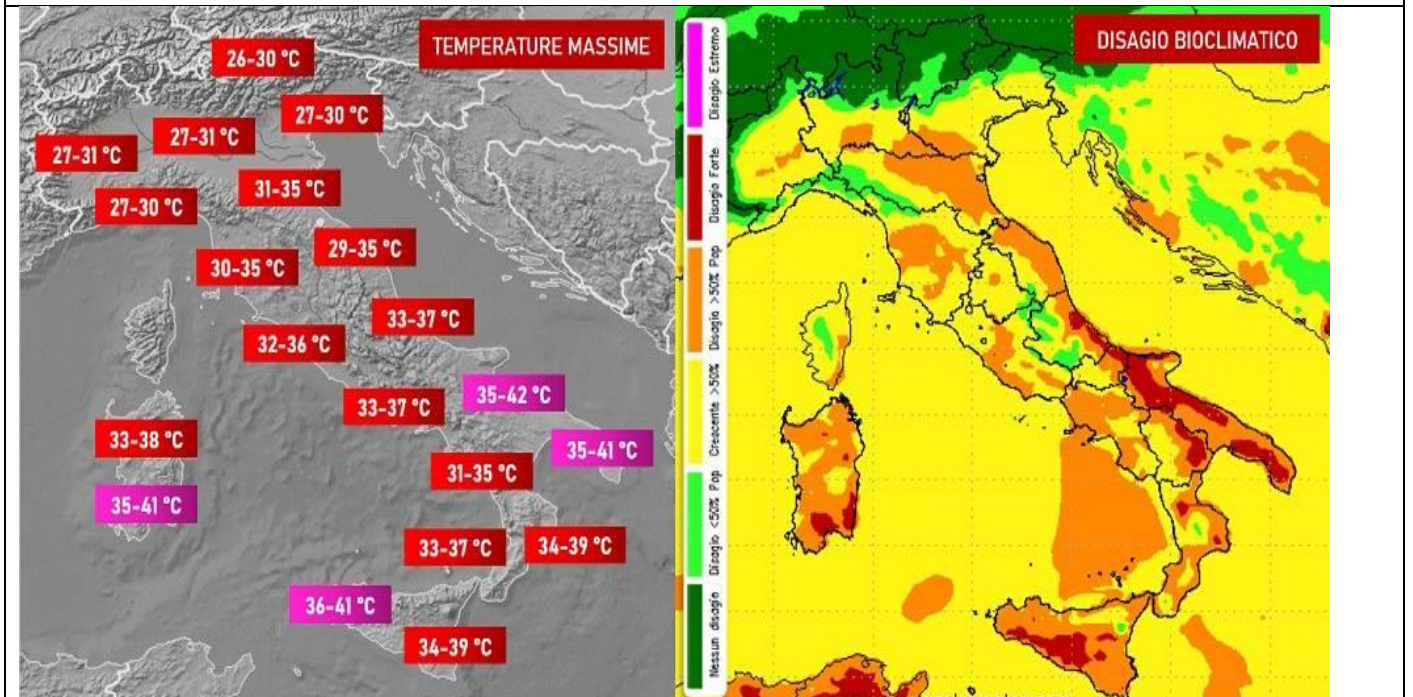 TEMPERATURE MASSIME
26-30 °C
27-30 °C
27-31 °C
27-31 °C
31-35 °C
27-30 °C
29-35 °C
30-35 °C
33-37 °C
32-36 °C
35-42 °C
33-37 °C
33-38 °C
35-41 °C
31-35 °C
35-41 °C
33-37 °C
34-39 °C
36-41 °C
34-39 °C
DISAGIO BIOCLIMATICO
Disagio Estremo
Disagio Forte
Disagio >50% Pop
Crescente >50%
Disagio <50% Pop
Nessun disagio